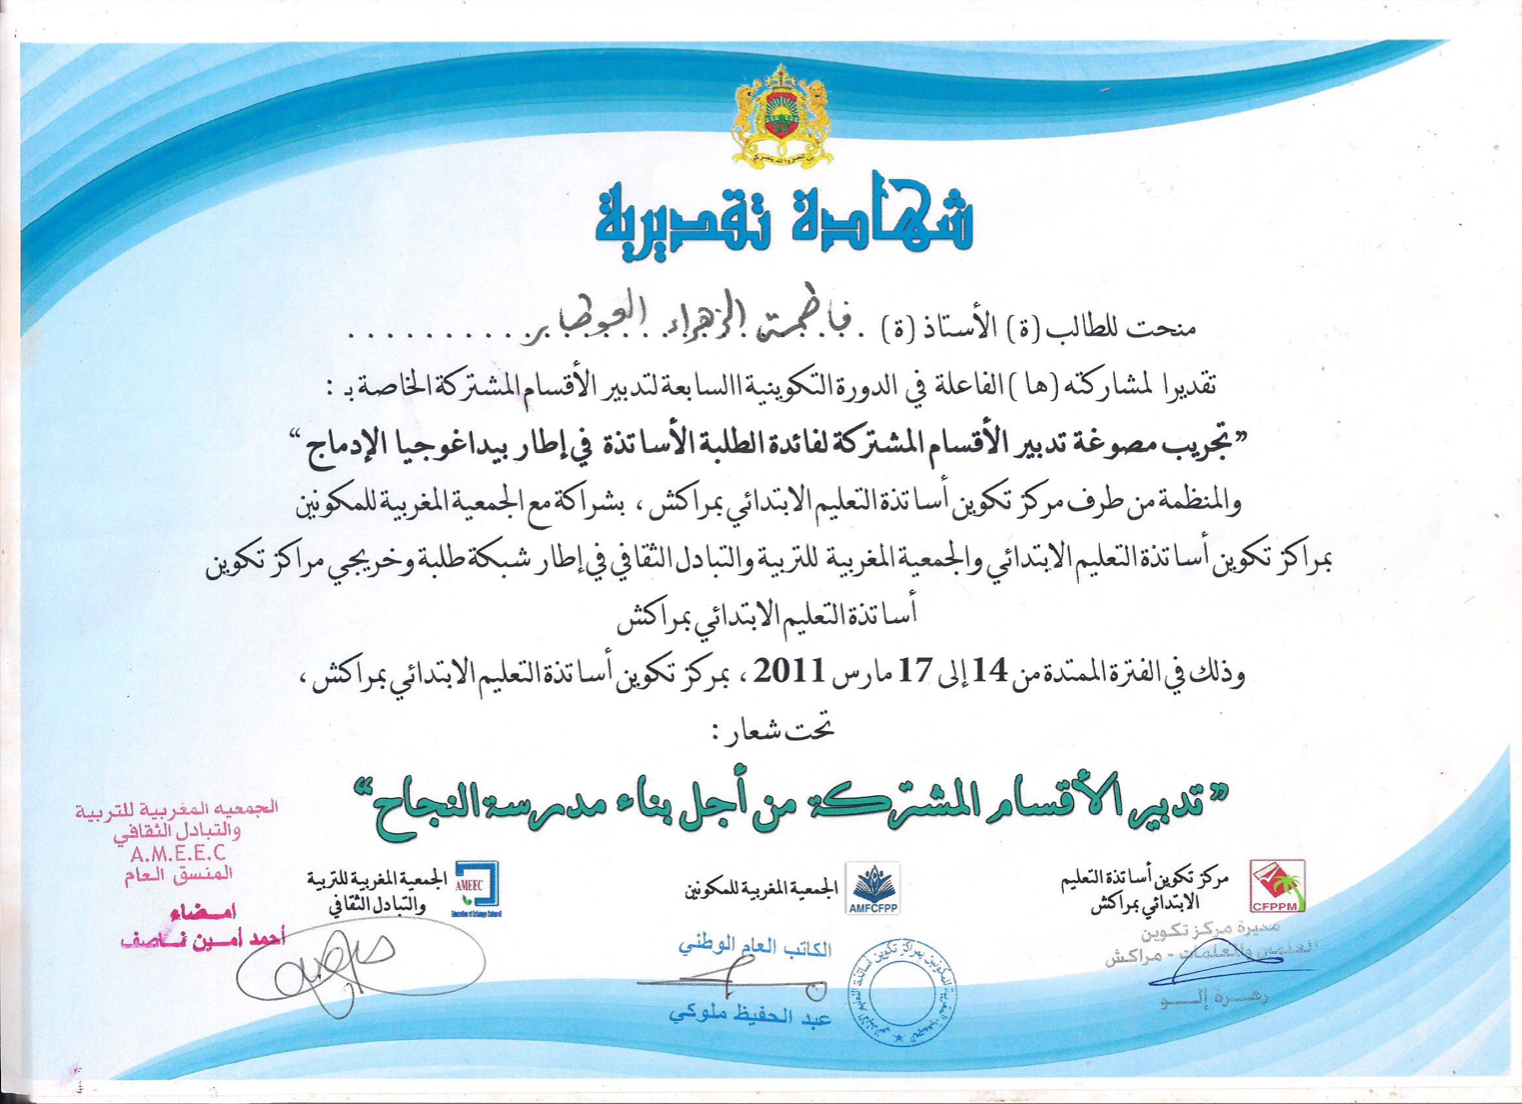 شهادة تقديرية
منحت للطالب (ة) الأستاذ (ة) . فاطمة الزهراء
تقديرا لمشاركته (ها ) الفاعلة في الدورة التكوينية االسابعة لتدبير الأقسام المشتركة الخاصة بـ :
”تجريب مصوغة تدبير الأقسام المشتركة لفائدة الطلبة الأساتذة في إطار بيداغوجيا الإدماج “
والمنظمة من طرف مركز تكوين أساتذة التعليم الابتدائي بمراكش ، بشراكة مع الجمعية المغربية للمكونين
بمراكز تكوين أساتذة التعليم الابتدائي والجمعية المغربية للتربية والتبادل الثقافي في إطار شبكة طلبة وخريجي مراكز تكوين
أساتذة التعليم الابتدائي بمراكش
وذلك في الفترة الممتدة من 14 إلى 17 مارس 2011 ، بمركز تكوين أساتذة التعليم الابتدائي بمراكش ،
تحت شعار :
”تدبير الأقسام المشتركة من أجل بناء مدرسة النجاح“
CFPPM
مركز تكوين أساتذة التعليم
الابتدائي بمراكش
مديرة مركز تكوين
المعلمين والمعلمات - مراكش
زهـــرة إلـــو
AMFCFPP
الجمعية المغربية للمكونين
الكاتب العام الوطني
عبد الحفيظ ملوكي
AMEEC
الجمعية المغربية للتربية
والتبادل الثقافي
الجمعيه المغربية للتربية
والتبادل الثقافي
A.M.E.E.C
المنسق العام
امـضـاء
أحمد أمـيـن نـاصـف